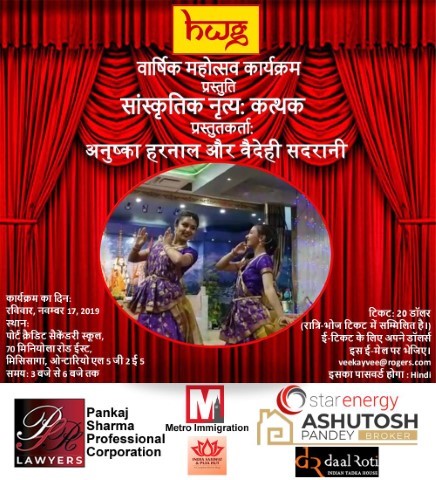 hwg
वार्षिक महोत्सव कार्यक्रम
प्रस्तुति
सांस्कृतिक नृत्य: कत्थक
प्रस्तुतकर्ता:
अनुष्का हरनाल और वैदेही सदरानी
कार्यक्रम का दिन:
रविवार, नवम्बर 17, 2019
स्थान:
पोर्ट क्रेडिट सैकेंडरी स्कूल,
70 मिनियोला रोड ईस्ट,
मिसिसागा, ओन्टारियो एल 5 जी 2 ई 5
समय: 3 बजे से 6 बजे तक
टिकट: 20 डॉलर
(रात्रि-भोज टिकट में सम्मिलित है।)
ई-टिकट के लिए अपने डॉलर्स
इस ई-मेल पर भेजिए।
veekayvee@rogers.com
इसका पासवर्ड होगा : Hindi
LAWYERS
Pankaj
Sharma
Professional
Corporation
M
Metro Immigration
starenergy
ASHUTOSH
PANDEY BROKER
daal Roti
INDIAN TADKA HOUSE